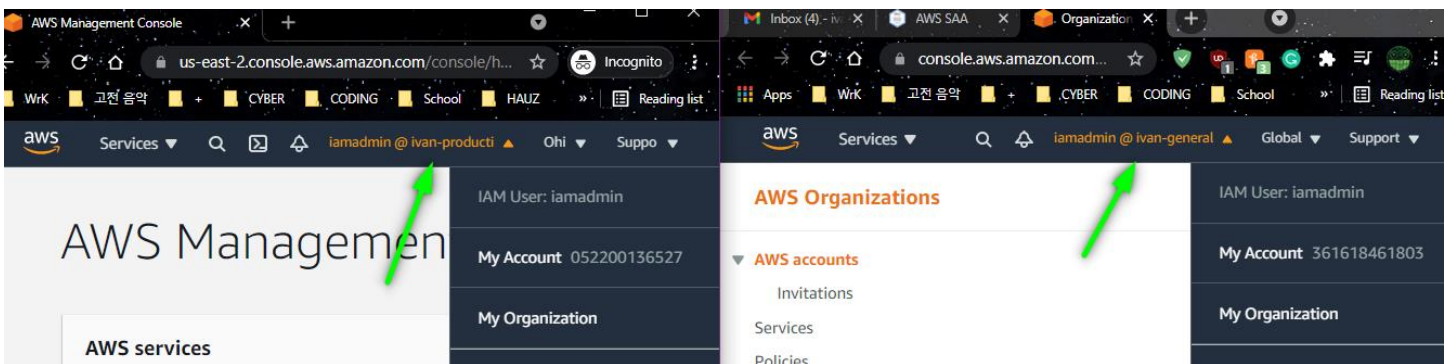 AWS Management Console
us-east-2.console.aws.amazon.com/console/h...
Incognito
WrK
고전 음악
+
CYBER
CODING
School
HAUZ
»
Reading list
aws
Services
iamadmin @ ivan-producti
Ohi
Suppo
IAM User: iamadmin
AWS Managemen
My Account 052200136527
My Organization
AWS services
Inbox (4) - iv
AWS SAA
Organization
console.aws.amazon.com...
1
3
Apps
WrK
고전 음악
+
CYBER
CODING
School
»
Reading list
aws
Services
iamadmin @ ivan-general
Global
Support
AWS Organizations
IAM User: iamadmin
AWS accounts
My Account 361618461803
Invitations
My Organization
Services
Policies